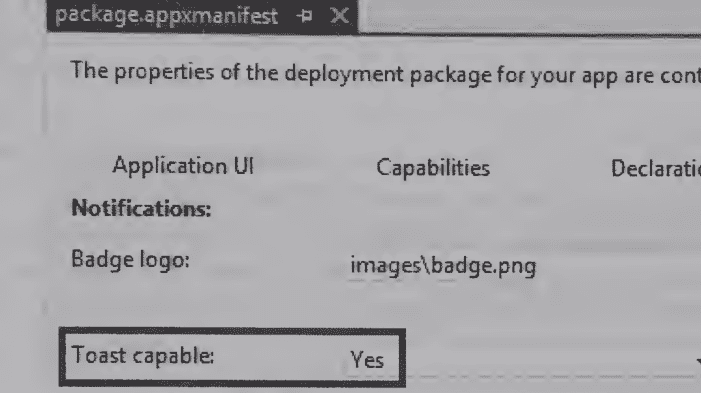 package.appxmanifest
The properties of the deployment package for your app are cont
Application UI Capabilities Declaratic
Notifications:
Badge logo: images\badge.png
Toast capable: Yes